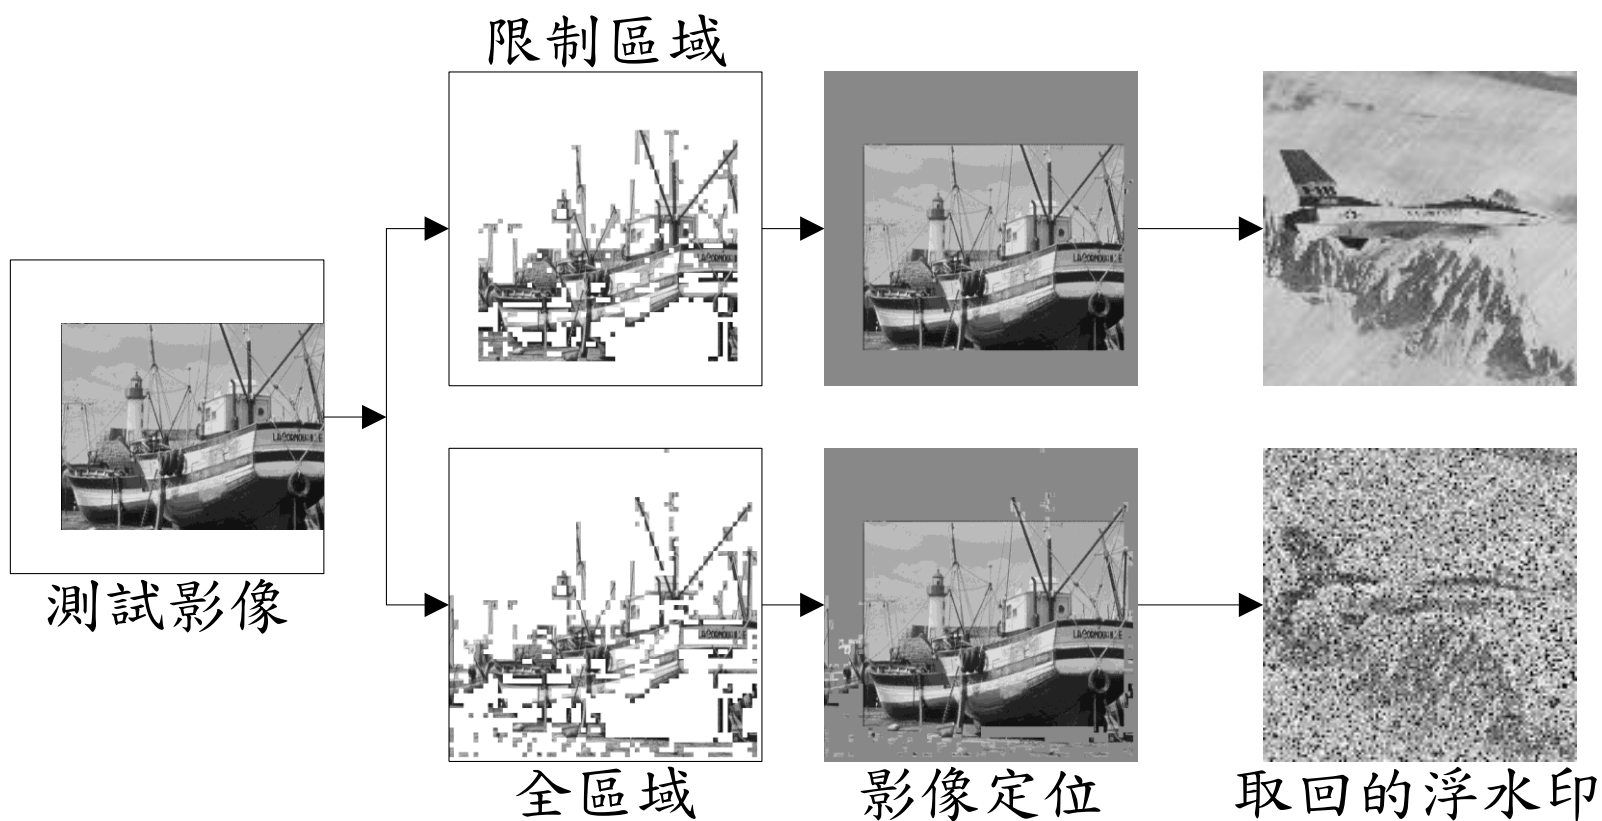 限制區域
測試影像
全區域
影像定位
取回的浮水印